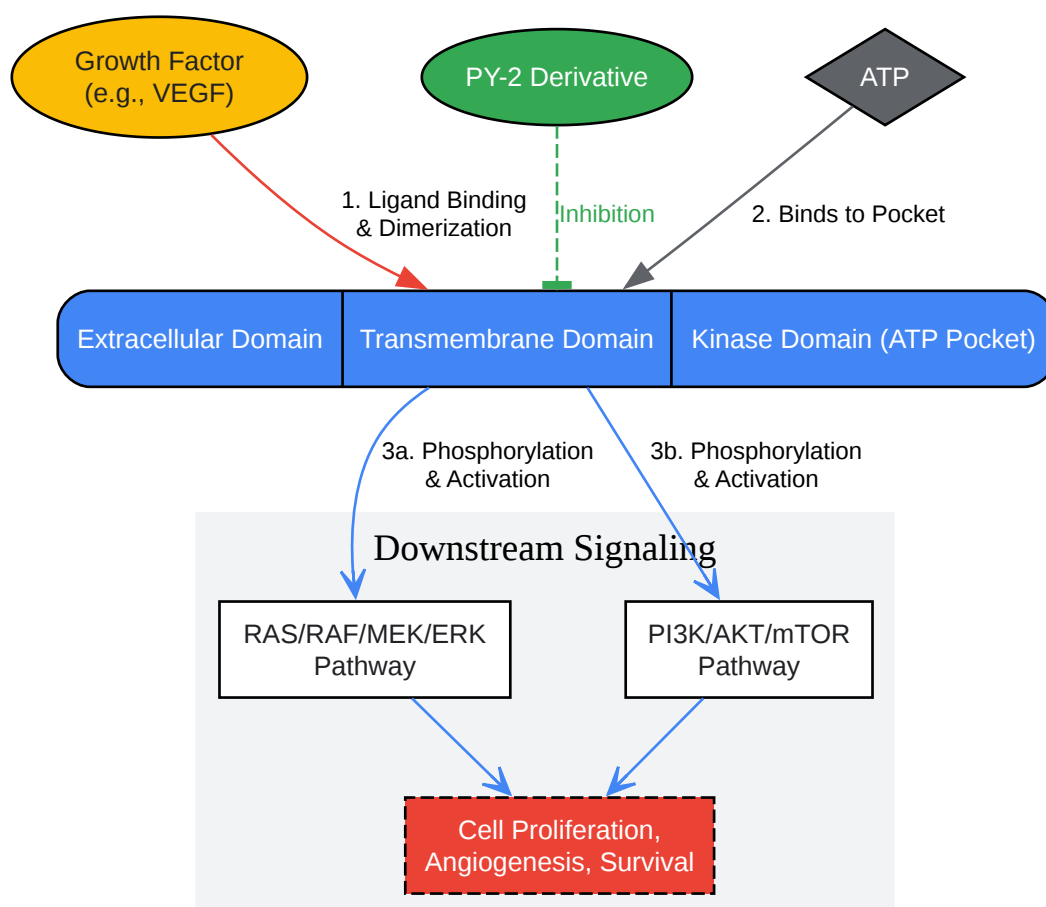 Growth Factor
(e.g., VEGF)
PY-2 Derivative
ATP
1. Ligand Binding
& Dimerization
Inhibition
2. Binds to Pocket
Extracellular Domain
Transmembrane Domain
Kinase Domain (ATP Pocket)
3a. Phosphorylation
& Activation
3b. Phosphorylation
& Activation
Downstream Signaling
RAS/RAF/MEK/ERK
Pathway
PI3K/AKT/mTOR
Pathway
Cell Proliferation,
Angiogenesis, Survival